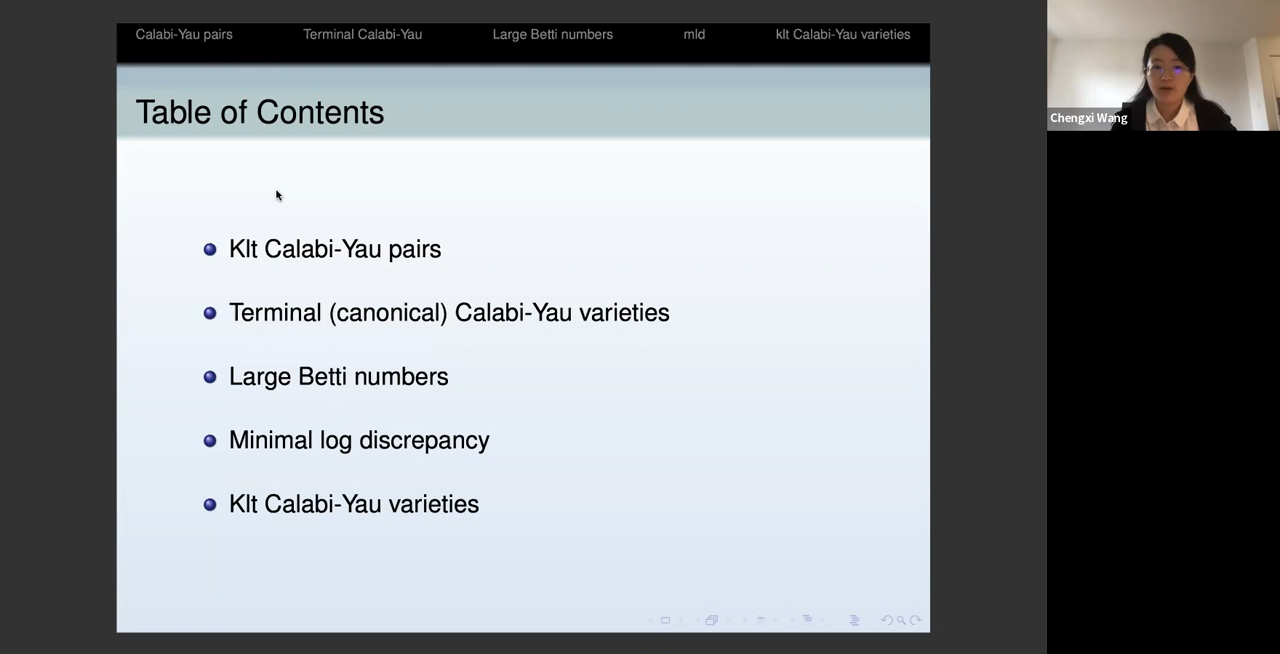 Calabi-Yau pairs Terminal Calabi-Yau Large Betti numbers mld klt Calabi-Yau varieties
Table of Contents
Klt Calabi-Yau pairs
Terminal (canonical) Calabi-Yau varieties
Large Betti numbers
Minimal log discrepancy
Klt Calabi-Yau varieties
Chengxi Wang